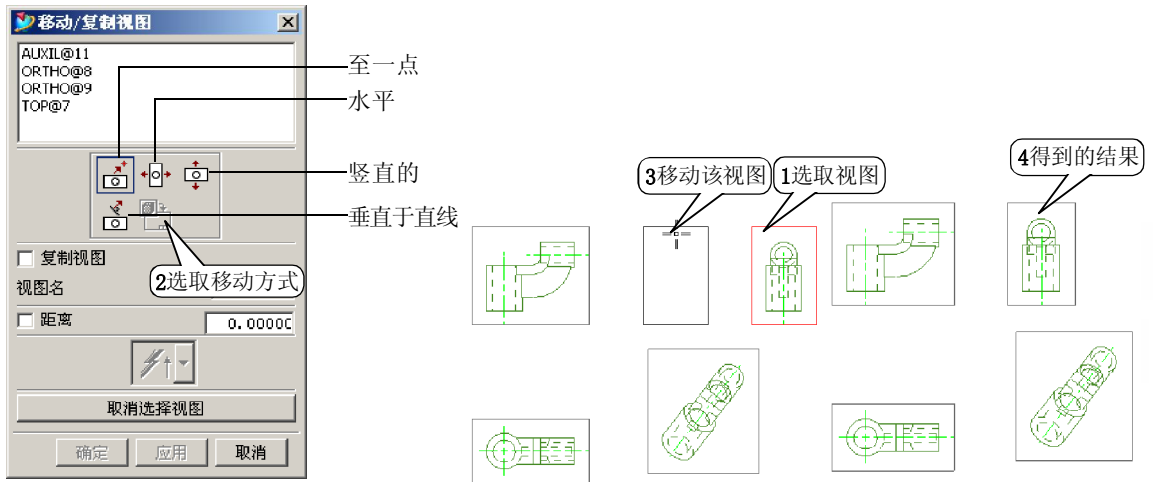 移动/复制视图
AUXIL@11
ORTHO@8
ORTHO@9
TOP@7
至一点
水平
竖直的
垂直于直线
复制视图
2选取移动方式
视图名
距离
0.0000C
取消选择视图
确定
应用
取消
3移动该视图
1选取视图
4得到的结果